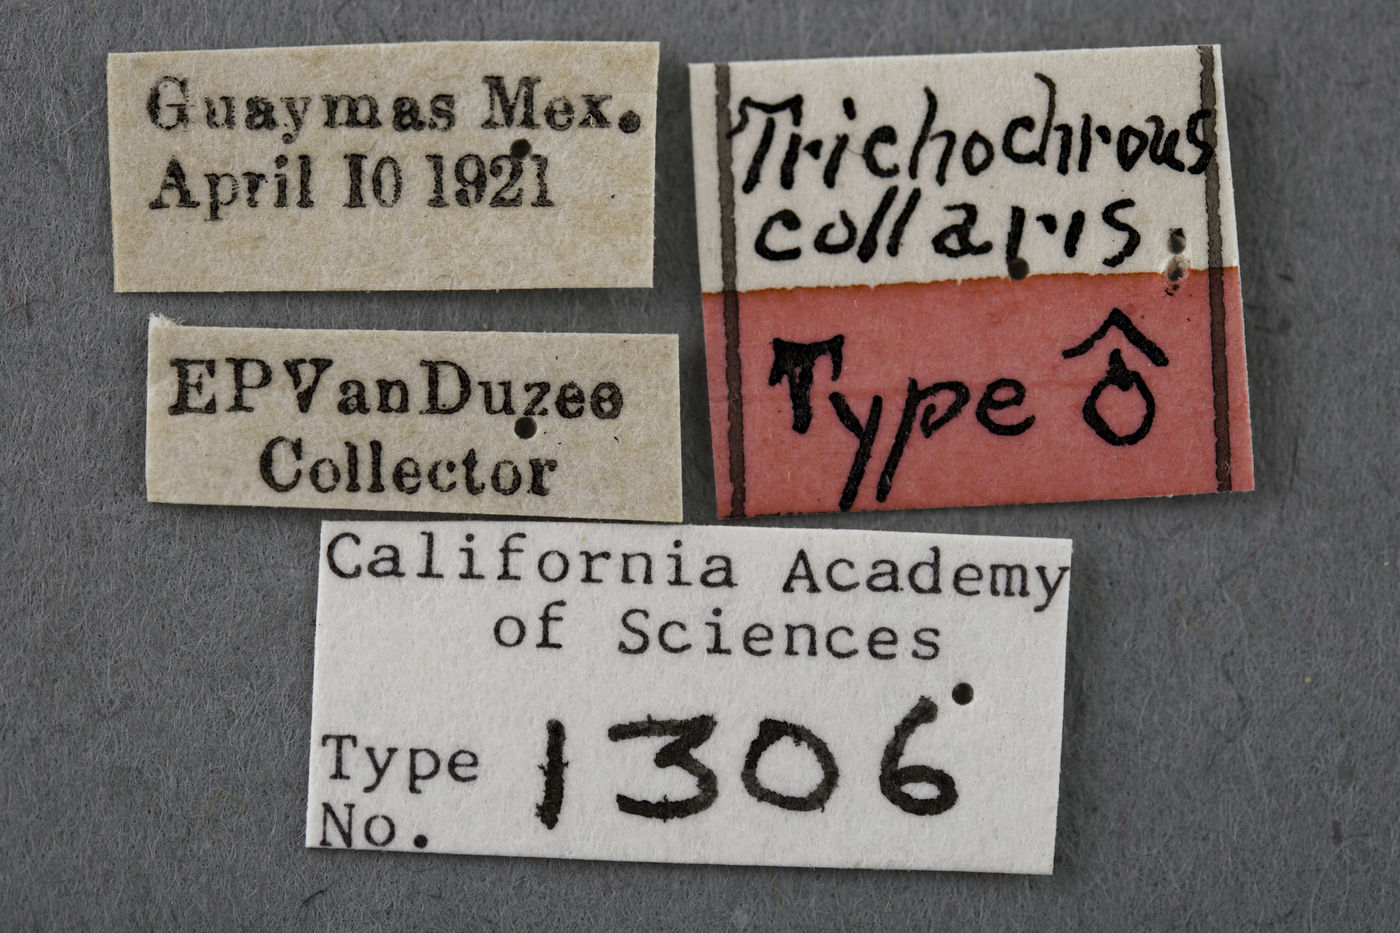 Guaymas Mex.
April 10 1921
EPVanDuzee
Collector
Trichochrous
collaris.
Type ♂
California Academy
of Sciences
Type
No. 1306